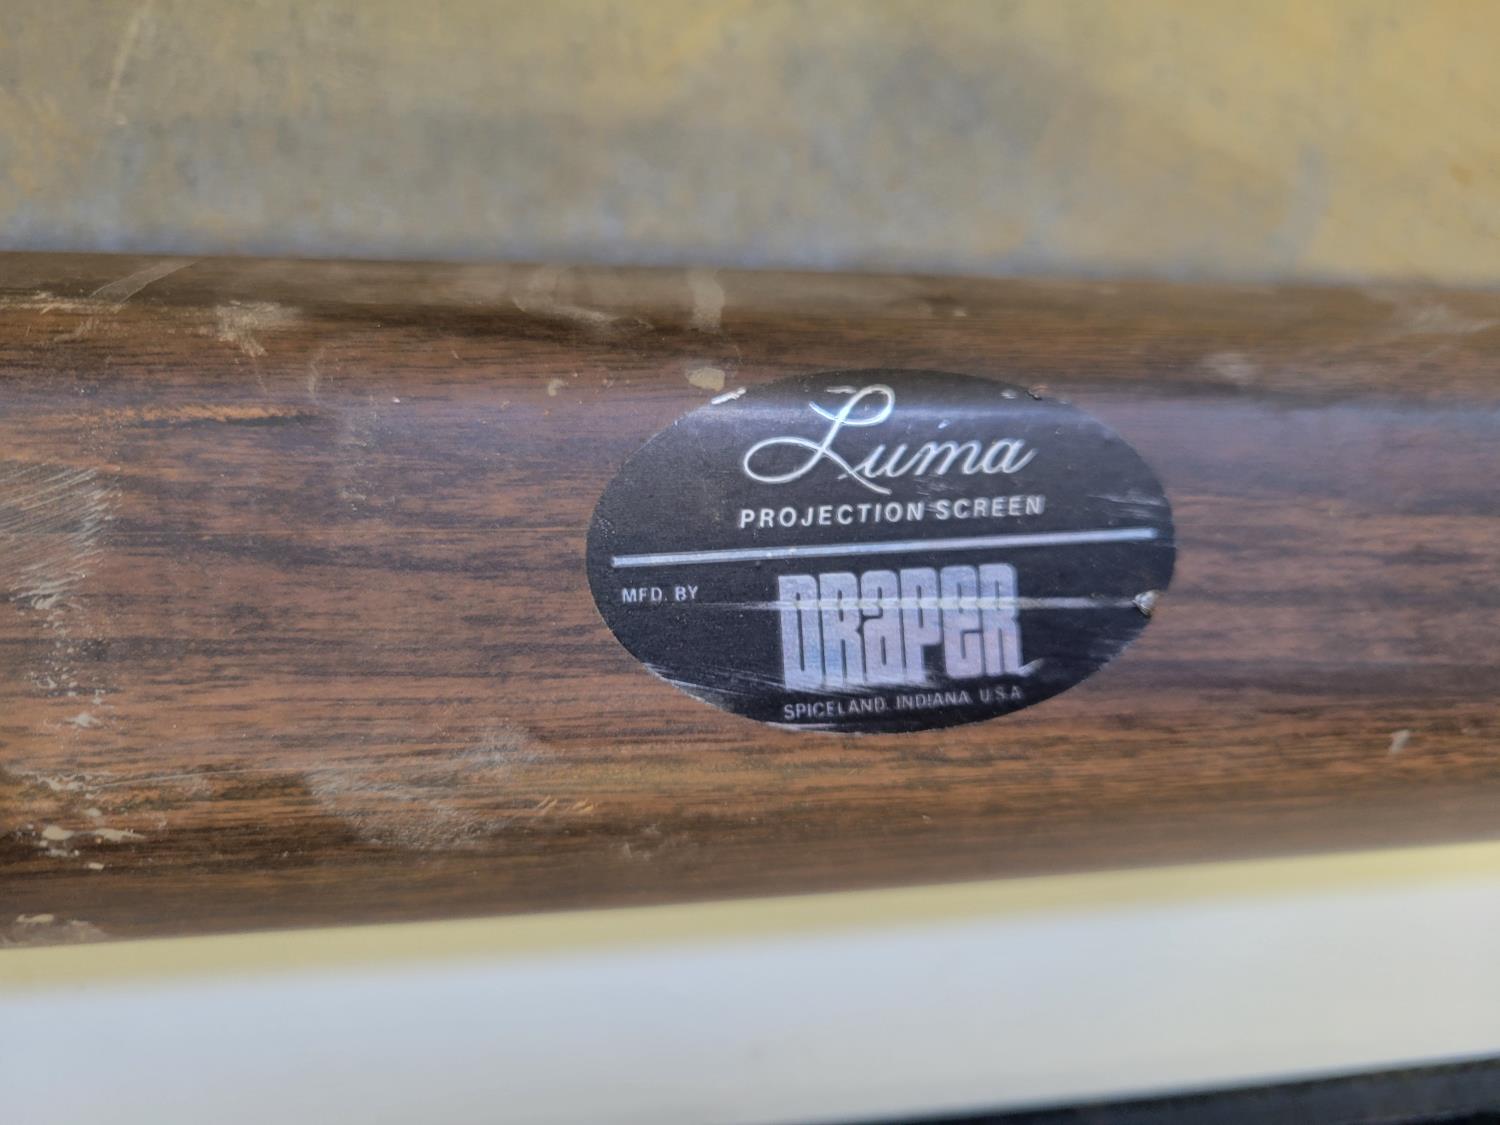 Luma
PROJECTION SCREEN
MFD. BY
DRAPER
SPICELAND, INDIANA U.S.A